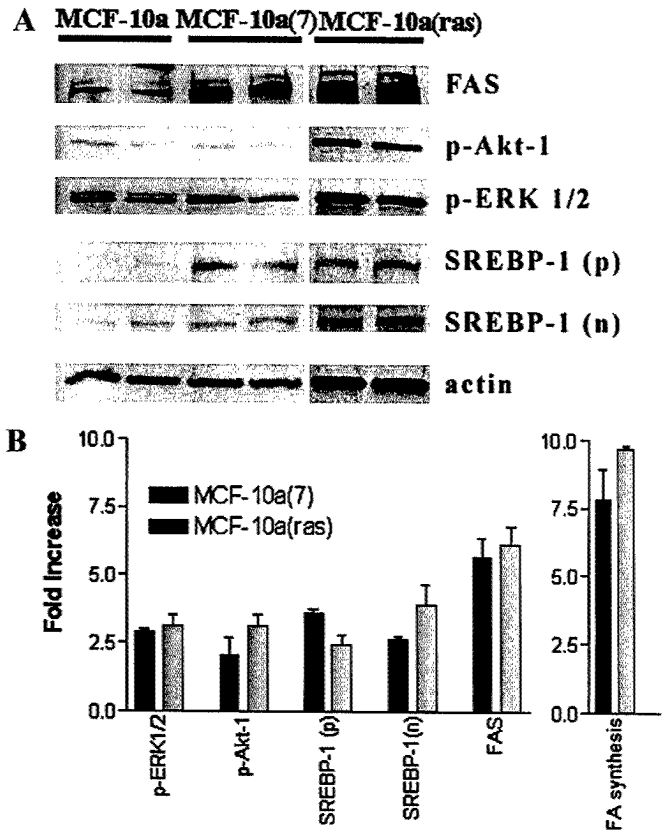 A
MCF-10a MCF-10a(7) MCF-10a(ras)
FAS
p-Akt-1
p-ERK 1/2
SREBP-1 (p)
SREBP-1 (n)
actin
B
10.0
7.5
5.0
2.5
0.0
Fold Increase
MCF-10a(7)
MCF-10a(ras)
p-ERK1/2
p-Akt-1
SREBP-1 (p)
SREBP-1(n)
FAS
10.0
7.5
5.0
2.5
0.0
FA synthesis